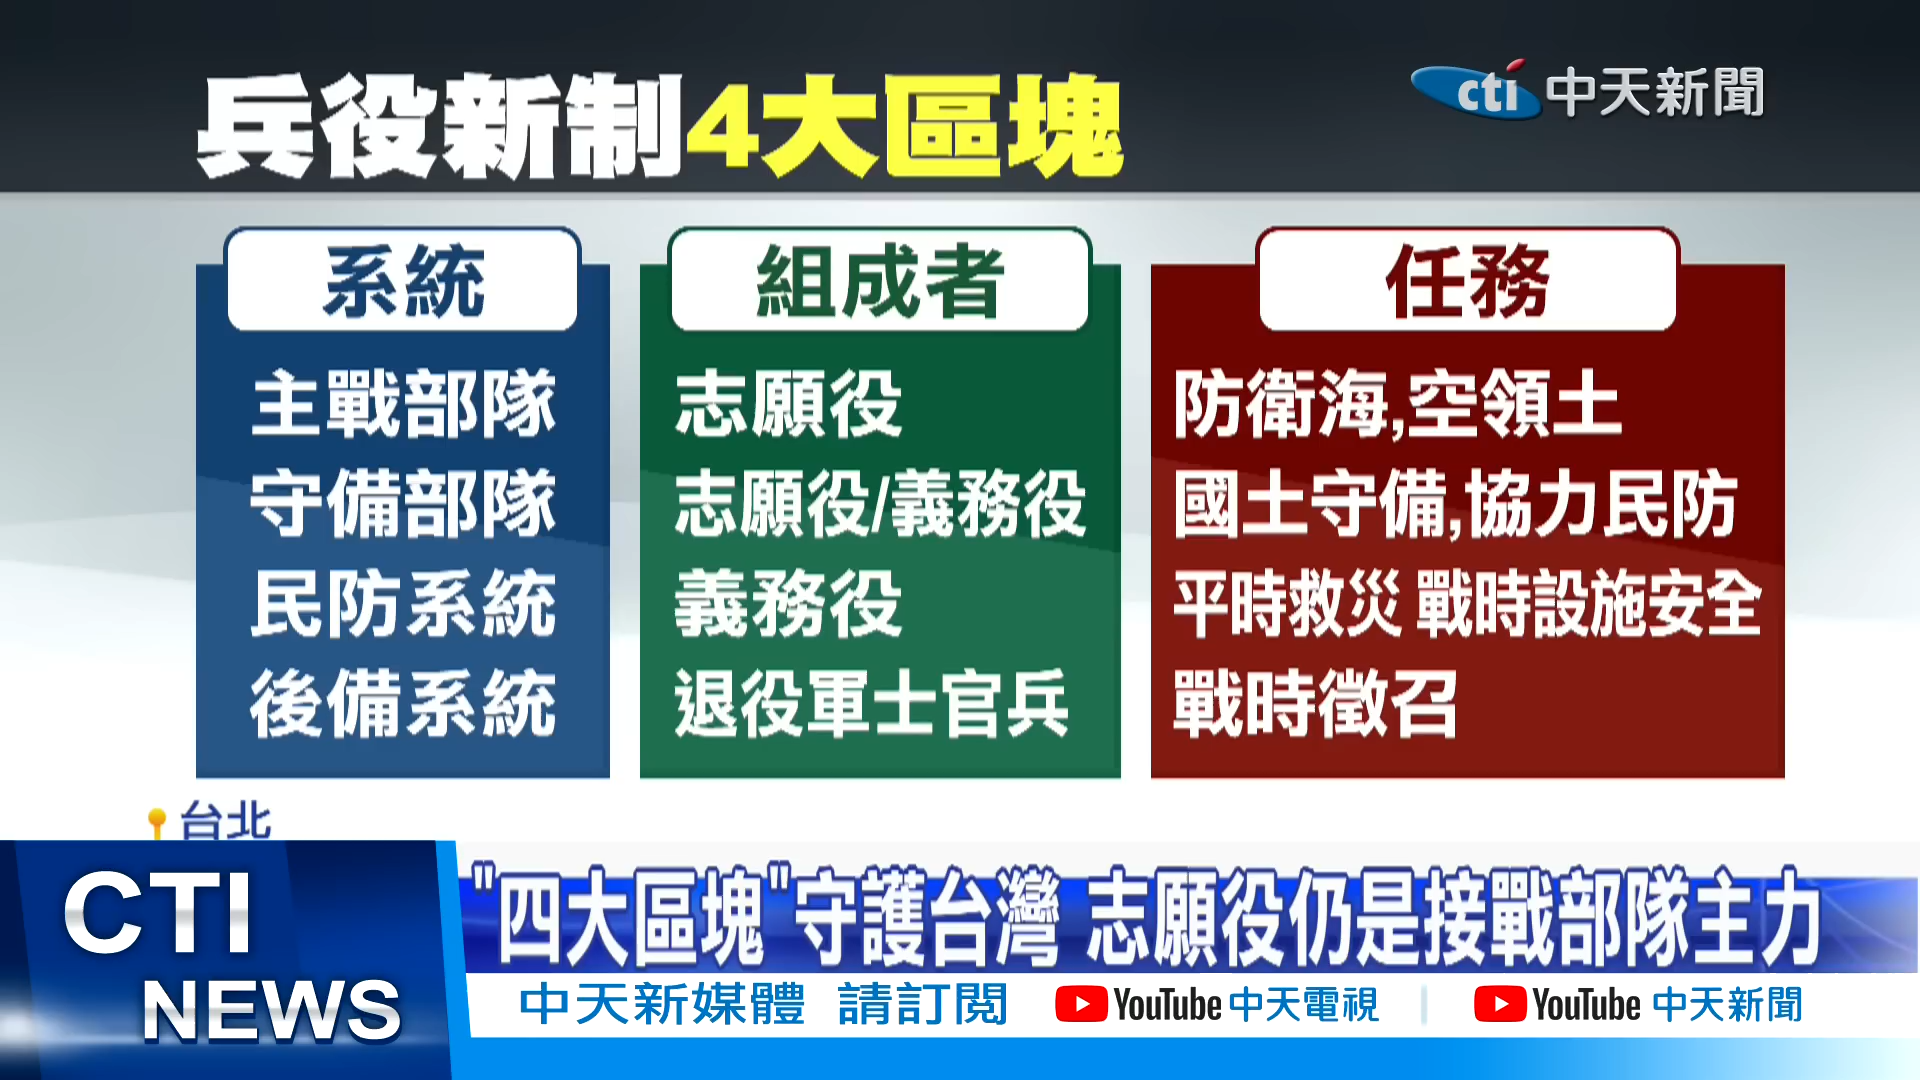 兵役新制4大區塊
cti 中天新聞
系統 組成者 任務
主戰部隊 志願役 防衛海,空領土
守備部隊 志願役/義務役 國土守備,協力民防
民防系統 義務役 平時救災 戰時設施安全
後備系統 退役軍士官兵 戰時徵召
台北
CTI NEWS
"四大區塊"守護台灣 志願役仍是接戰部隊主力
中天新媒體 請訂閱 YouTube 中天電視 YouTube 中天新聞